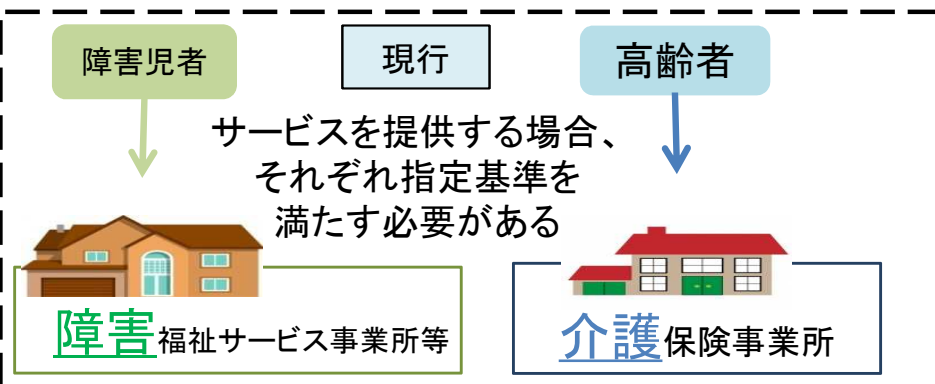 障害児者
現行
高齢者
サービスを提供する場合、
それぞれ指定基準を
満たす必要がある
障害福祉サービス事業所等
介護保険事業所